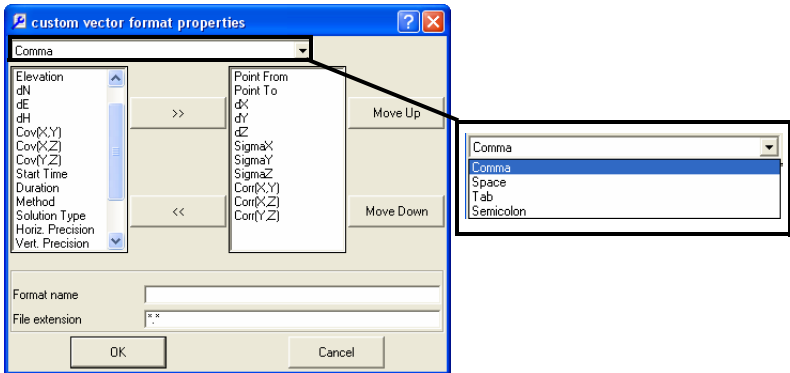 custom vector format properties
Comma
Elevation
dN
dE
dH
Cov(X,Y)
Cov(X,Z)
Cov(Y,Z)
Start Time
Duration
Method
Solution Type
Horiz. Precision
Vert. Precision
>>
<<
Point From
Point To
dX
dY
dZ
SigmaX
SigmaY
SigmaZ
Corr(X,Y)
Corr(X,Z)
Corr(Y,Z)
Move Up
Move Down
Format name
File extension
*.*
OK
Cancel
Comma
Comma
Space
Tab
Semicolon